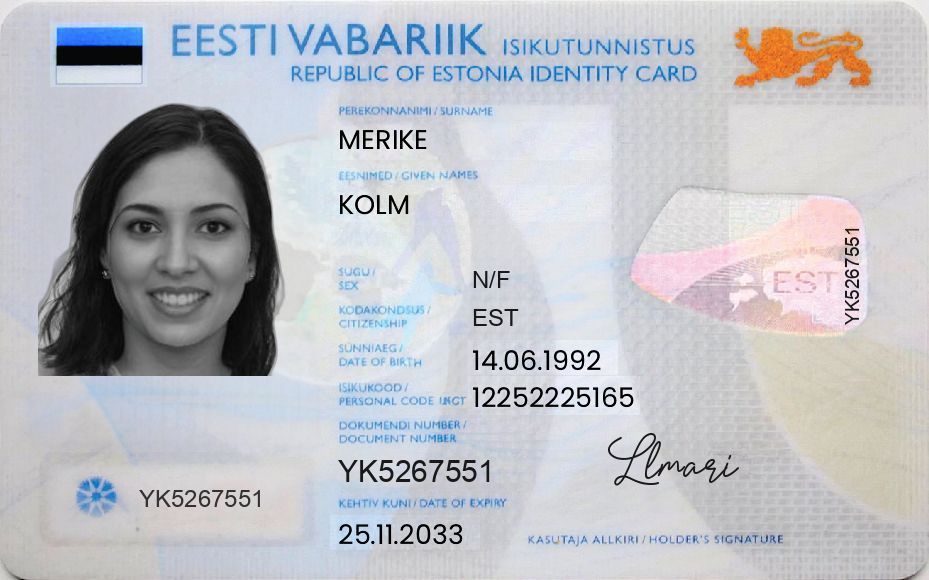 EESTI VABARIIK ISIKUTUNNISTUS
REPUBLIC OF ESTONIA IDENTITY CARD
PEREKONNANIMI / SURNAME
MERIKE
EESNIMED / GIVEN NAMES
KOLM
SUGU /
SEX
N/F
KODAKONDSUS /
CITIZENSHIP
EST
SÜNNIAEG /
DATE OF BIRTH
14.06.1992
ISIKUKOOD /
PERSONAL CODE
12252225165
DOKUMENDI NUMBER /
DOCUMENT NUMBER
YK5267551
KEHTIV KUNI / DATE OF EXPIRY
25.11.2033
YK5267551
EST
YK5267551
Llmari
KASUTAJA ALLKIRI / HOLDER'S SIGNATURE